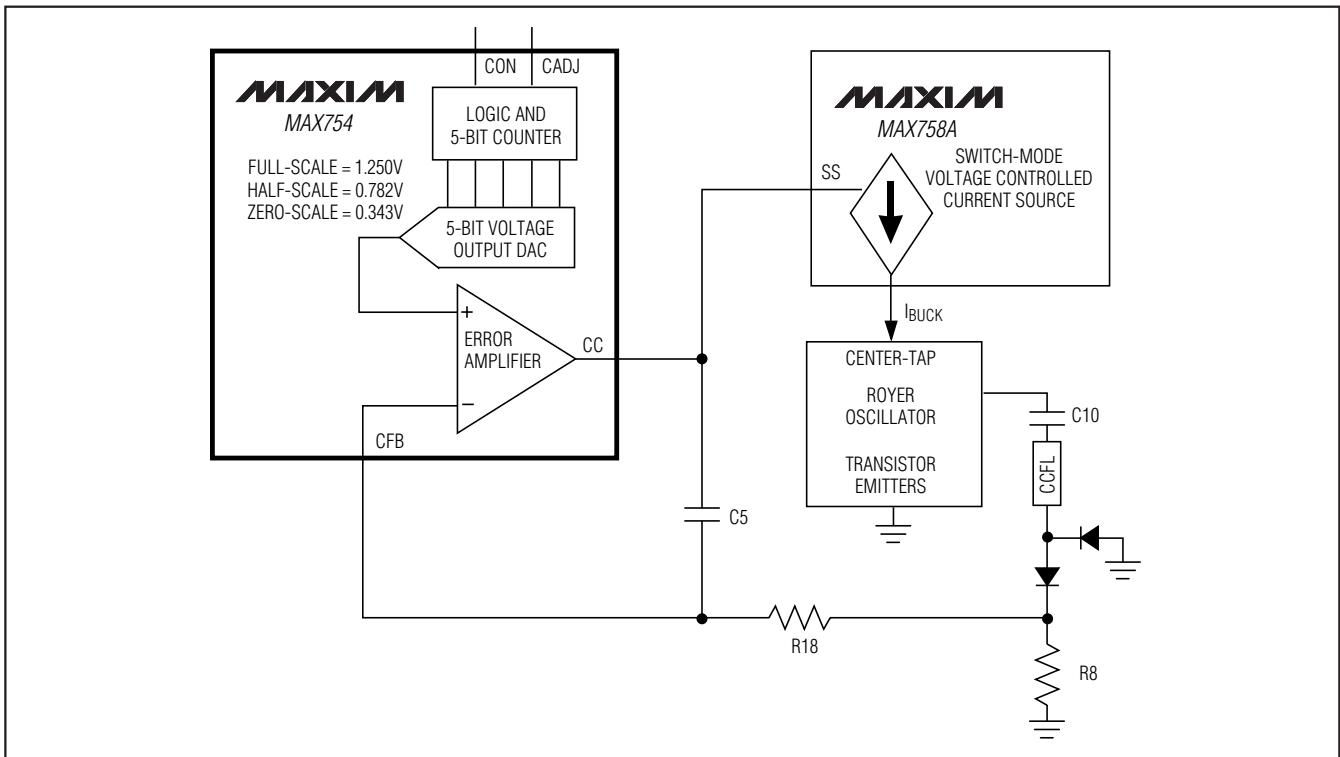 CON
CADJ
MAXIM
MAX754
LOGIC AND
5-BIT COUNTER
FULL-SCALE = 1.250V
HALF-SCALE = 0.782V
ZERO-SCALE = 0.343V
5-BIT VOLTAGE
OUTPUT DAC
+
ERROR
AMPLIFIER
−
CC
CFB
MAXIM
MAX758A
SS
SWITCH-MODE
VOLTAGE CONTROLLED
CURRENT SOURCE
IBUCK
CENTER-TAP
ROYER
OSCILLATOR
TRANSISTOR
EMITTERS
C10
CCFL
C5
R18
R8